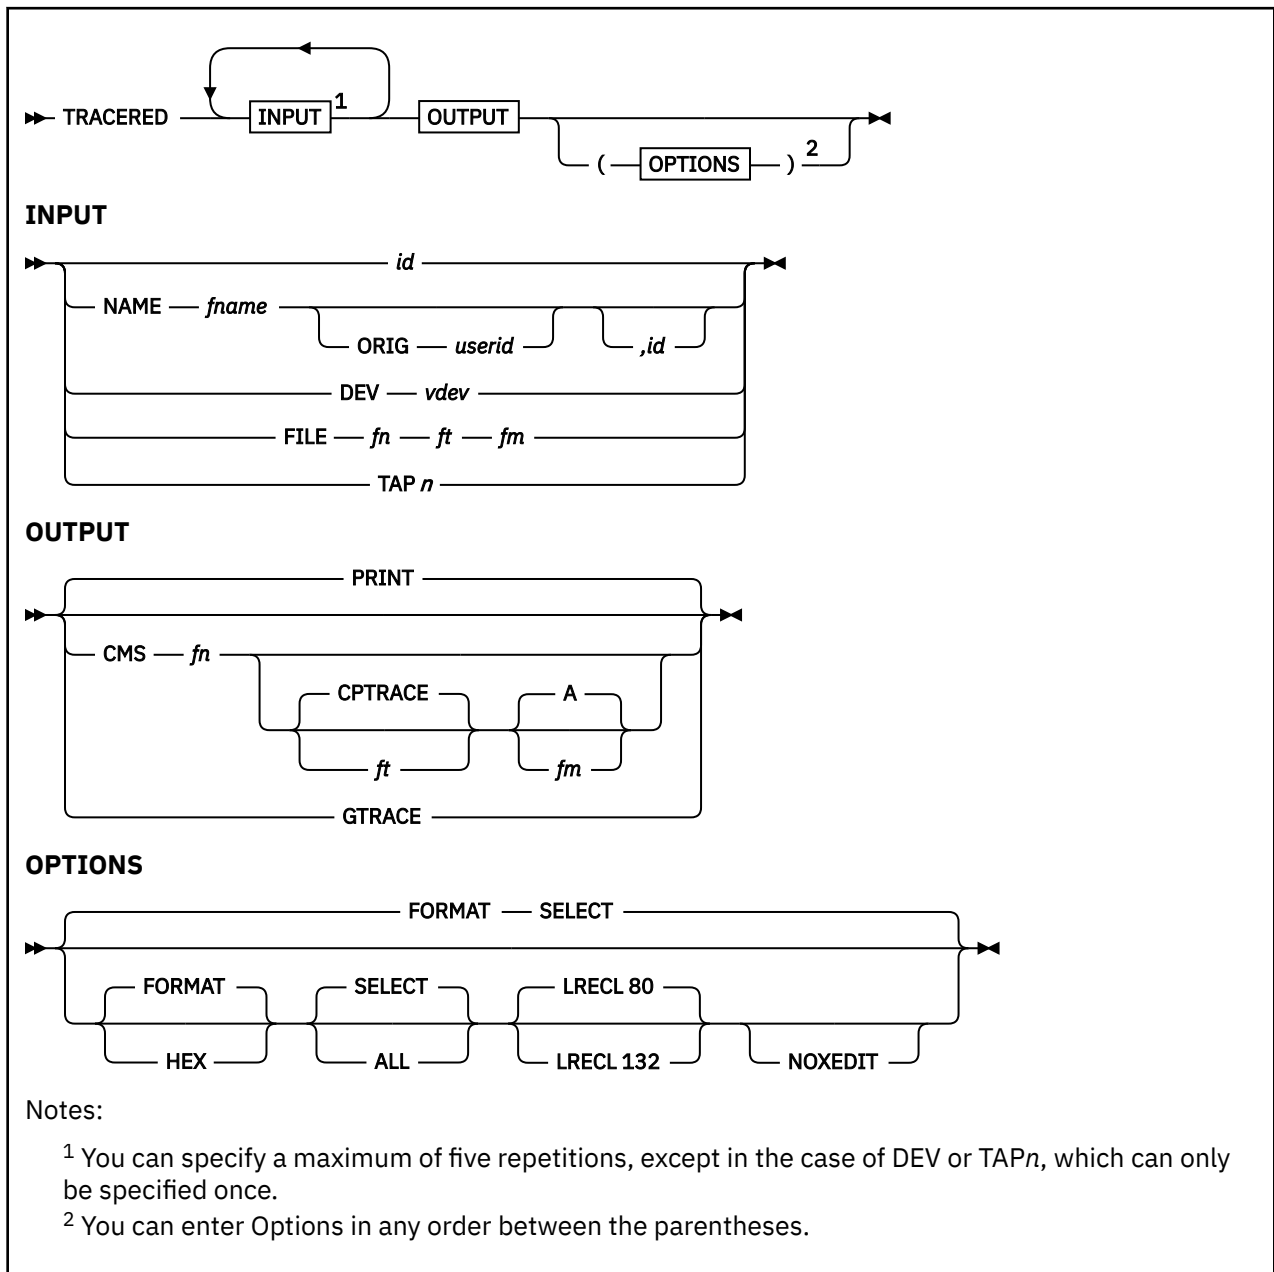 TRACERED INPUT 1 OUTPUT
( OPTIONS ) 2
INPUT
id
NAME fname
ORIG userid ,id
DEV vdev
FILE fn ft fm
TAP n
OUTPUT
PRINT
CMS fn
CPTRACE A
ft fm
GTRACE
OPTIONS
FORMAT SELECT
FORMAT SELECT LRECL 80
HEX ALL LRECL 132 NOXEDIT
Notes:
1 You can specify a maximum of five repetitions, except in the case of DEV or TAPn, which can only
be specified once.
2 You can enter Options in any order between the parentheses.